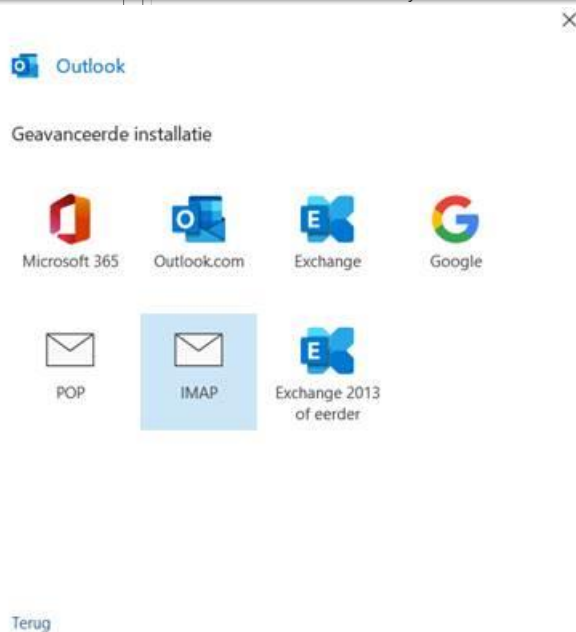 Outlook
Geavanceerde installatie
Microsoft 365
Outlook.com
Exchange
Google
POP
IMAP
Exchange 2013
of eerder
Terug